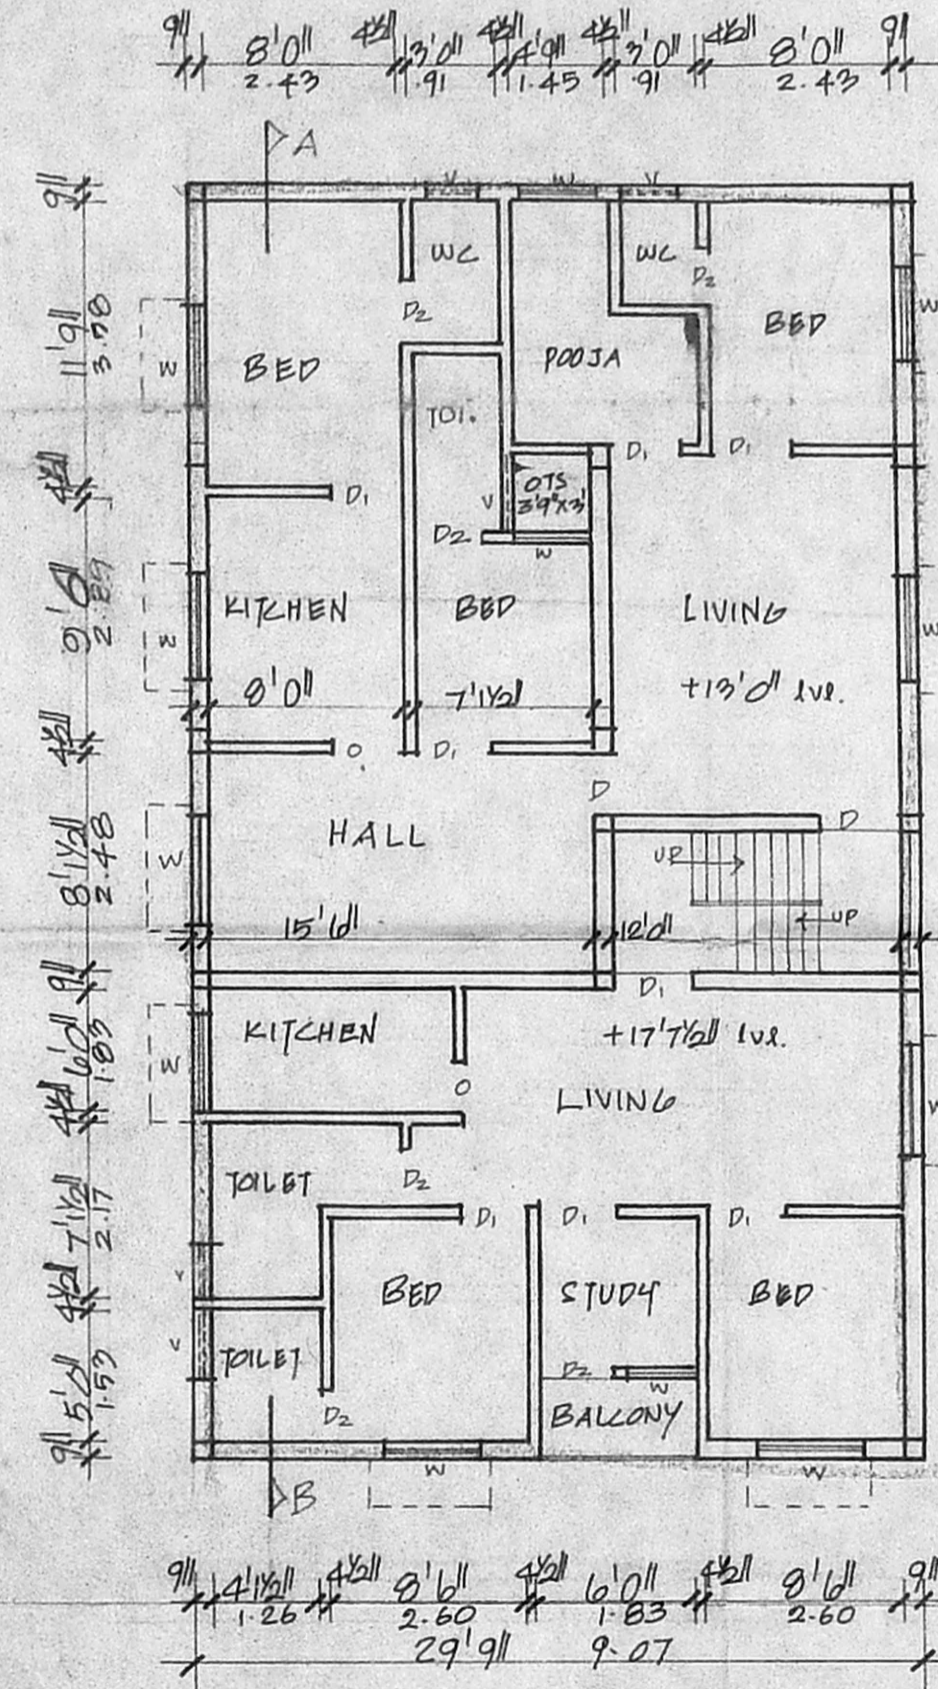 9" 8'0" 4½" 3'0" 4½" 4'9" 4½" 3'0" 4½" 8'0" 9"
2.43 .91 1.45 .91 2.43
A
9"
V W V
WC WC
D2 D2
11'9"
3.78
W BED POOJA BED W
TOI.
D1 D1
4½" D1 V OTS
3'9"X3'
D2 W
9'6"
2.89
W KITCHEN BED LIVING W
8'0" 7'1½" +13'0" lvl.
4½" O D1
D
8'1½"
2.48
W HALL D
UP
UP
15'6" 12'0"
9" D1
KITCHEN +17'7½" lvl.
6'0"
1.83
W O LIVING W
4½"
TOILET D2
7'1½"
2.17
D1 D1 D1
V BED STUDY BED
4½"
V TOILET D2 W
5'0"
1.53
D2 BALCONY
9" W W
B
9" 4'1½" 4½" 8'6" 4½" 6'0" 4½" 8'6" 9"
1.26 2.60 1.83 2.60
29'9" 9.07